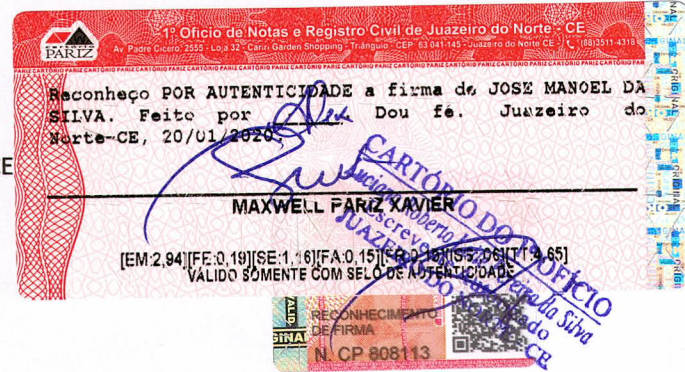 cartório
PARIZ
1º Ofício de Notas e Registro Civil de Juazeiro do Norte - CE
Av. Padre Cícero, 2555 - Loja 32 - Cariri Garden Shopping - Triângulo - CEP 63 041-145 - Juazeiro do Norte CE (88)3511-4318
Reconheço POR AUTENTICIDADE a firma de JOSE MANOEL DA
SILVA. Feito por Dou fé. Juazeiro do
Norte-CE, 20/01/2020
MAXWELL PARIZ XAVIER
[EM:2,94][FE:0,19][SE:1,16][FA:0,15]
VALIDO SOMENTE COM SELO DE AUTENTICIDADE
CARTÓRIO DO OFÍCIO
Luciano Roberto da Silva
Escrevente
JUAZEIRO DO NORTE CE
RECONHECIMENTO
DE FIRMA
N. CP 808113